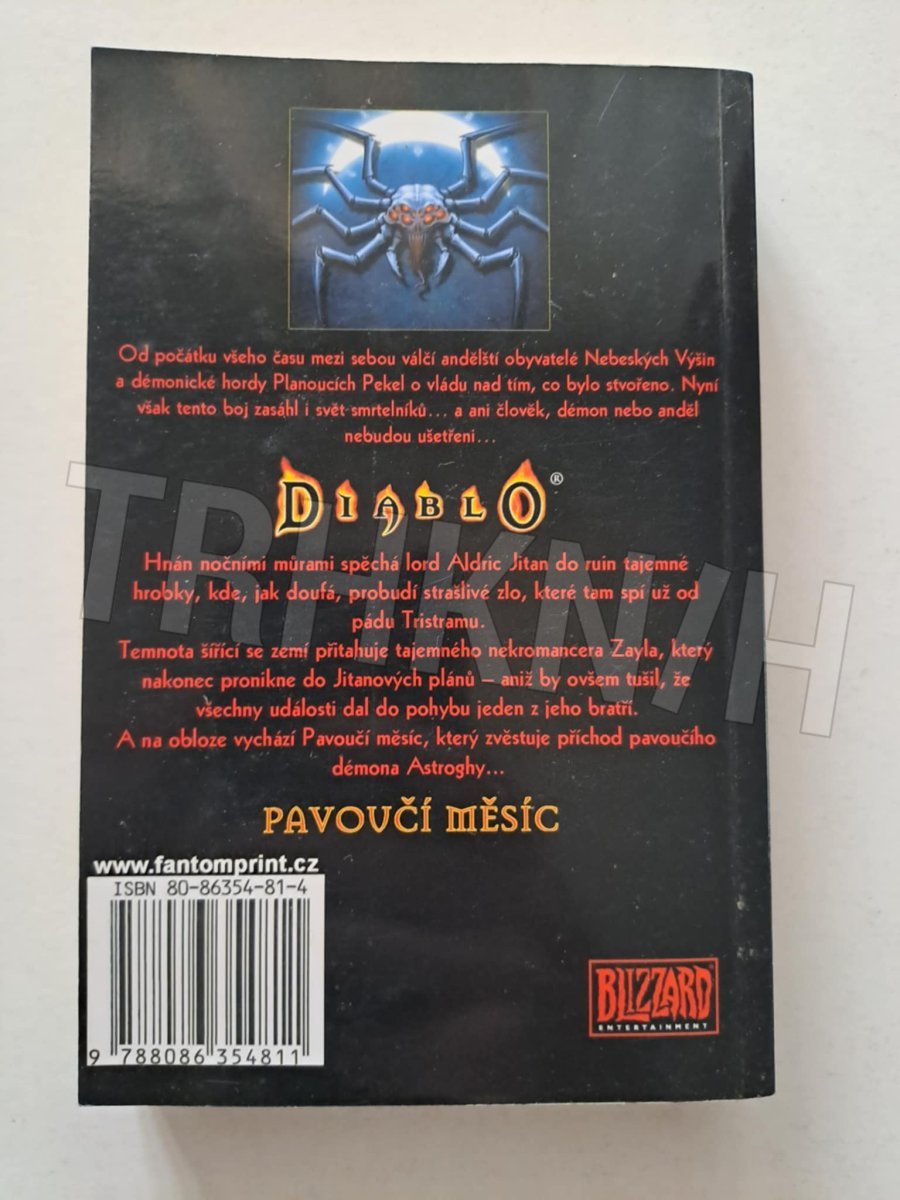 Od počátku všeho času mezi sebou válčí andělští obyvatelé Nebeských Výšin
a démonické hordy Planoucích Pekel o vládu nad tím, co bylo stvořeno. Nyní
však tento boj zasáhl i svět smrtelníků... a ani člověk, démon nebo anděl
nebudou ušetřeni...
DIABLO®
Hnán nočními můrami spěchá lord Aldric Jitan do ruin tajemné
hrobky, kde, jak doufá, probudí strašlivé zlo, které tam spí už od
pádu Tristramu.
Temnota šířící se zemí přitahuje tajemného nekromancera Zayla, který
nakonec pronikne do Jitanových plánů – aniž by ovšem tušil, že
všechny události dal do pohybu jeden z jeho bratří.
A na obloze vychází Pavoučí měsíc, který zvěstuje příchod pavoučího
démona Astroghy...
PAVOUČÍ MĚSÍC
www.fantomprint.cz
ISBN 80-86354-81-4
9 788086 354811
BLIZZARD
ENTERTAINMENT
TRHKNIH